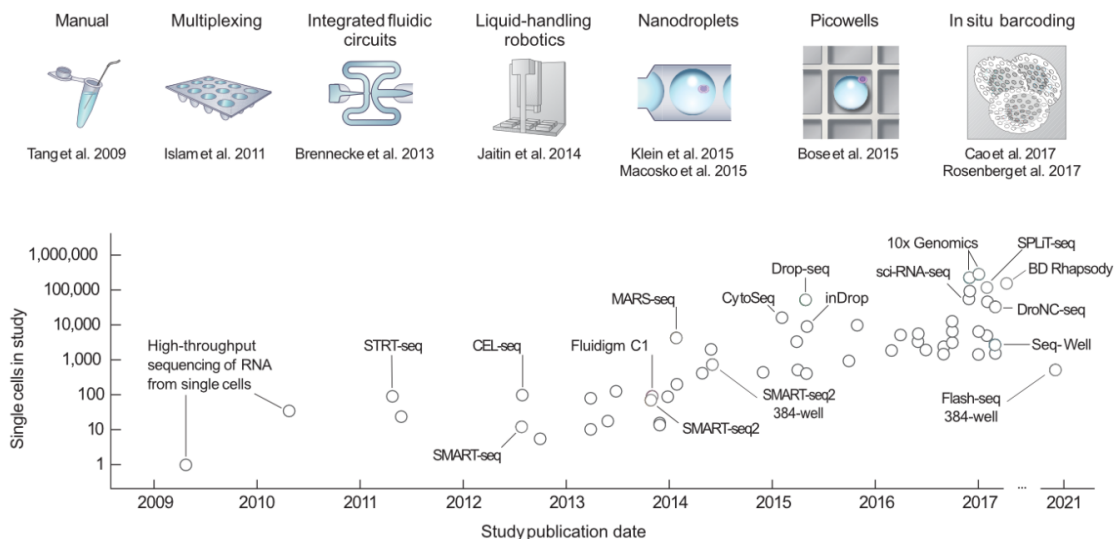 Manual
Multiplexing
Integrated fluidic
circuits
Liquid-handling
robotics
Nanodroplets
Picowells
In situ barcoding
Tang et al. 2009
Islam et al. 2011
Brennecke et al. 2013
Jaitin et al. 2014
Klein et al. 2015
Macosko et al. 2015
Bose et al. 2015
Cao et al. 2017
Rosenberg et al. 2017
Single cells in study
1,000,000
100,000
10,000
1,000
100
10
1
High-throughput
sequencing of RNA
from single cells
STRT-seq
CEL-seq
SMART-seq
Fluidigm C1
SMART-seq2
MARS-seq
SMART-seq2
384-well
CytoSeq
Drop-seq
inDrop
10x Genomics
sci-RNA-seq
SPLiT-seq
BD Rhapsody
DroNC-seq
Seq-Well
Flash-seq
384-well
2009
2010
2011
2012
2013
2014
2015
2016
2017
...
2021
Study publication date